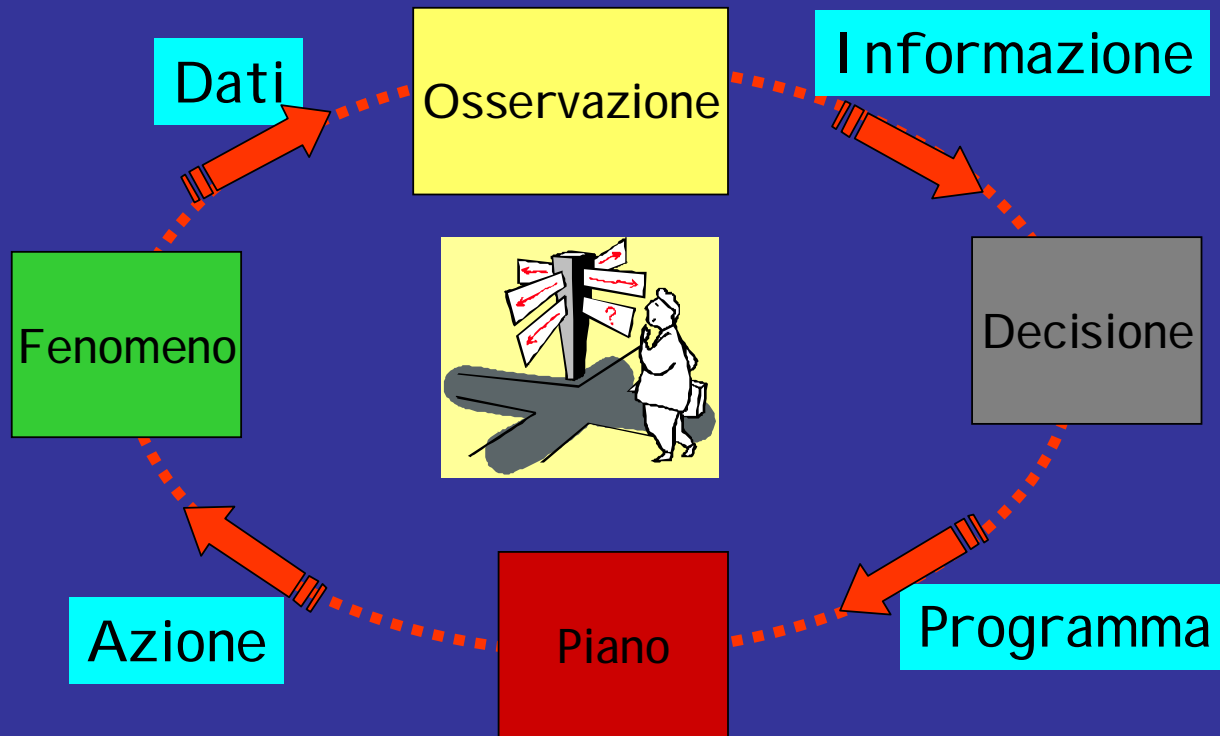 Dati
Osservazione
Informazione
Fenomeno
?
Decisione
Azione
Piano
Programma